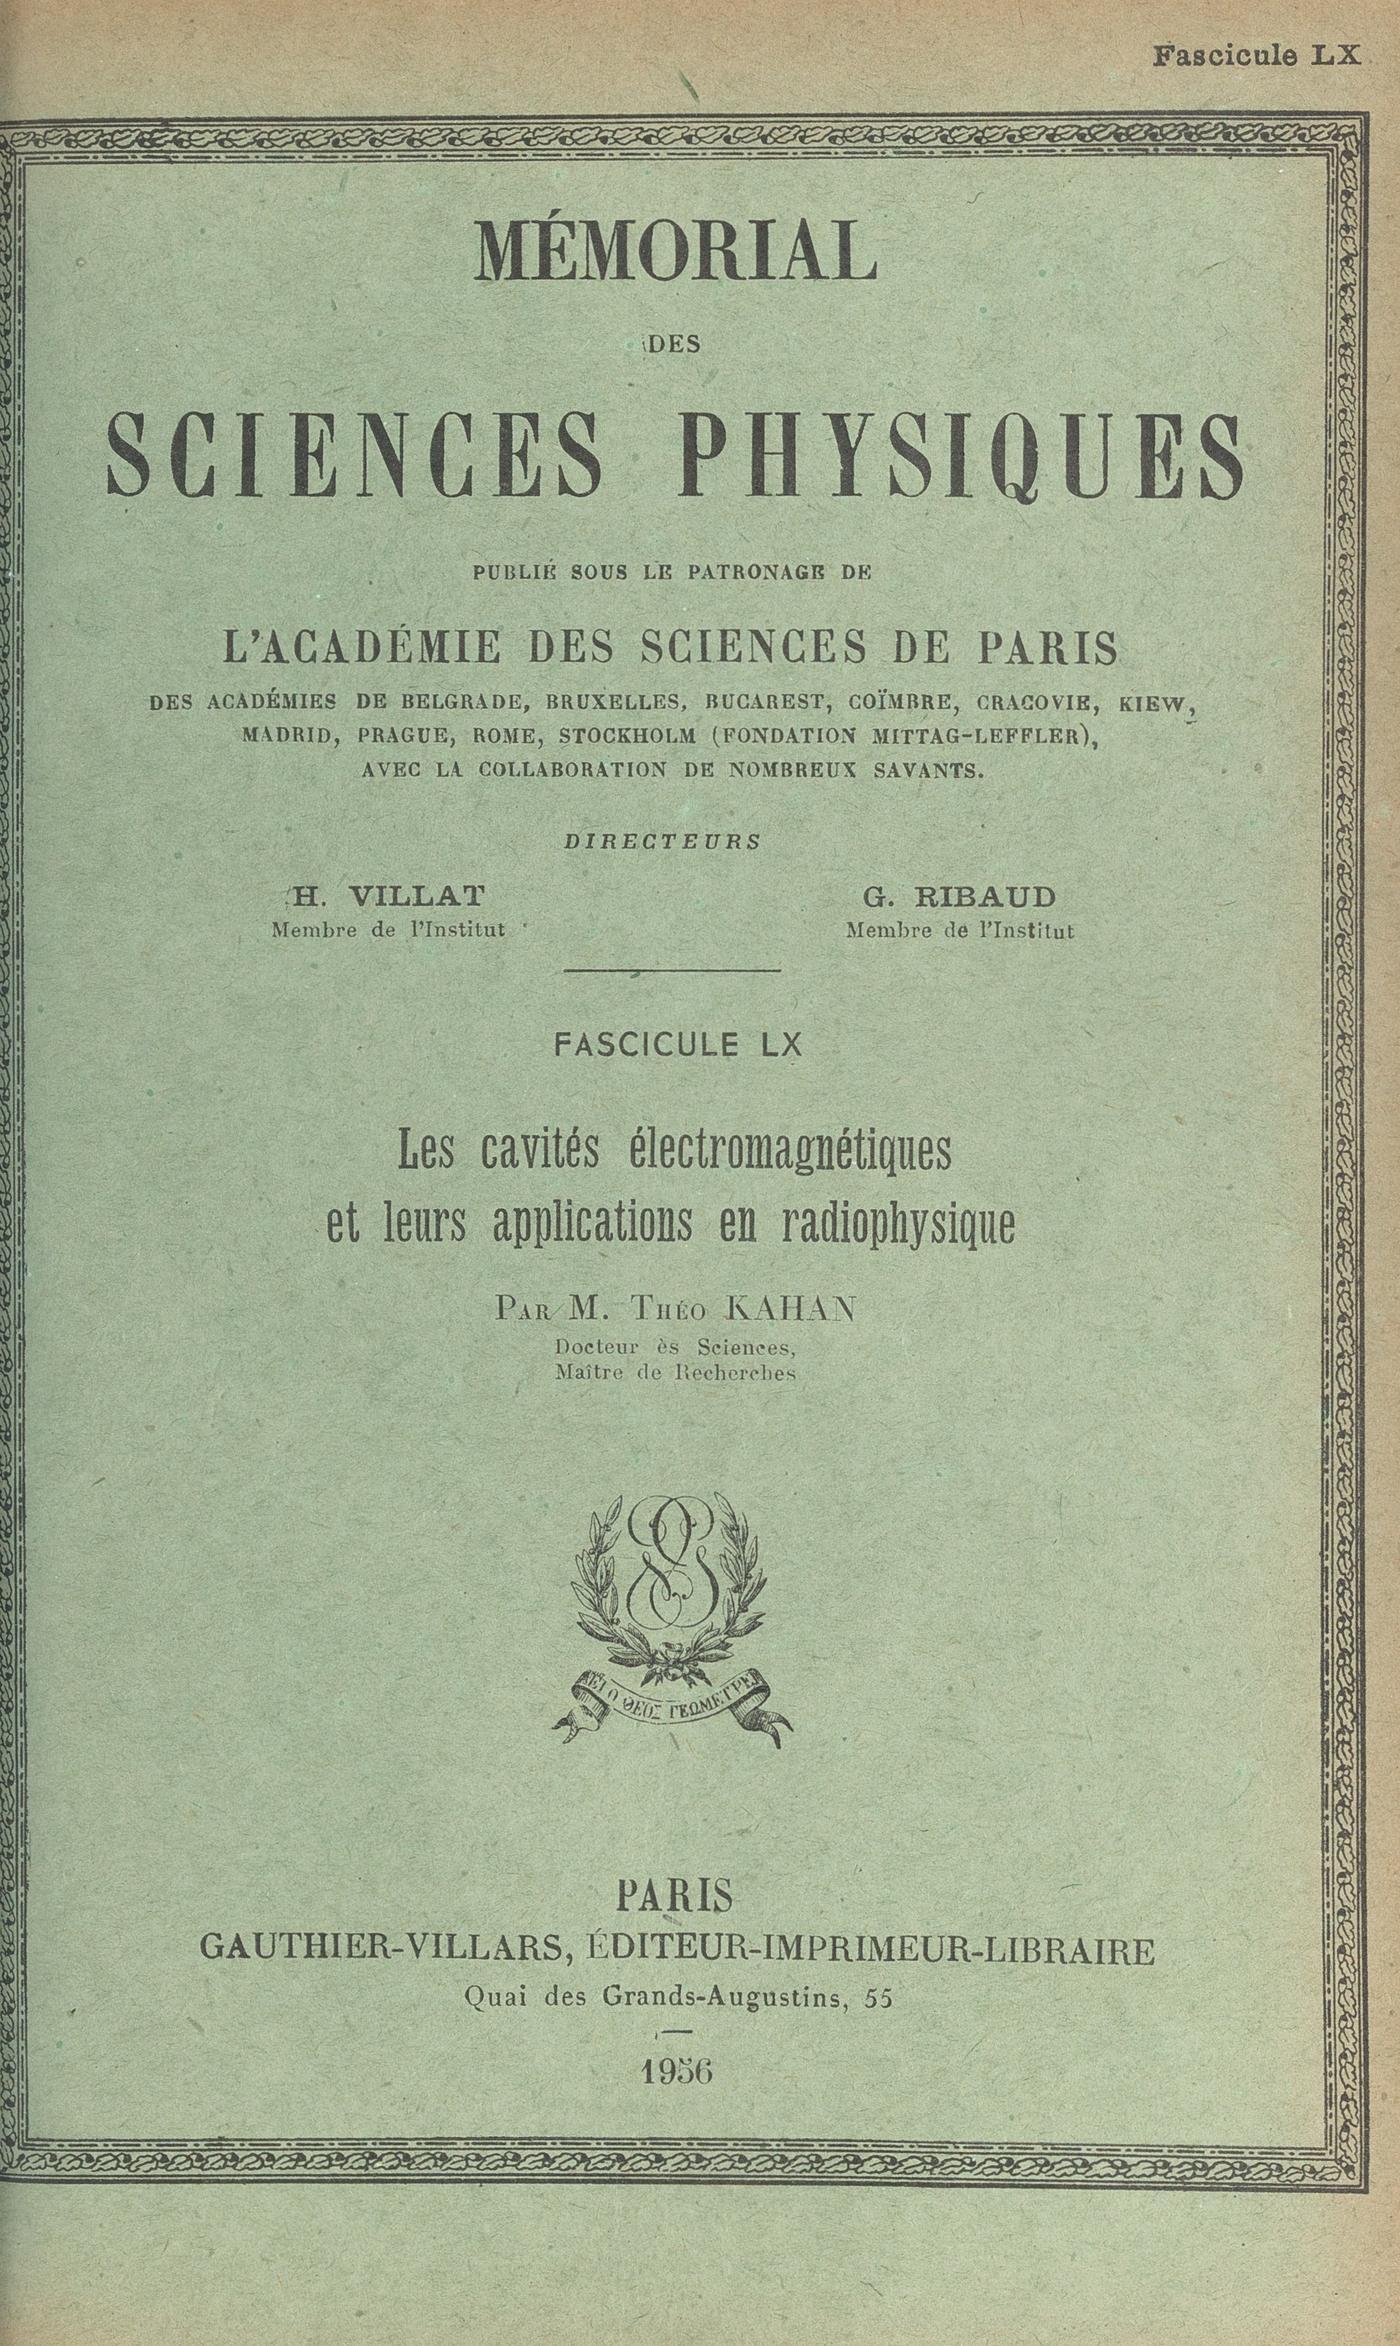 Fascicule LX
MÉMORIAL
DES
SCIENCES PHYSIQUES
PUBLIÉ SOUS LE PATRONAGE DE
L'ACADÉMIE DES SCIENCES DE PARIS
DES ACADÉMIES DE BELGRADE, BRUXELLES, BUCAREST, COÏMBRE, CRACOVIE, KIEW,
MADRID, PRAGUE, ROME, STOCKHOLM (FONDATION MITTAG-LEFFLER),
AVEC LA COLLABORATION DE NOMBREUX SAVANTS.
DIRECTEURS
H. VILLAT G. RIBAUD
Membre de l'Institut Membre de l'Institut
FASCICULE LX
Les cavités électromagnétiques
et leurs applications en radiophysique
PAR M. THÉO KAHAN
Docteur ès Sciences,
Maître de Recherches
ΑΕΙ Ο ΘΕΟΣ ΓΕΩΜΕΤΡΕΙ
PARIS
GAUTHIER-VILLARS, ÉDITEUR-IMPRIMEUR-LIBRAIRE
Quai des Grands-Augustins, 55
1956